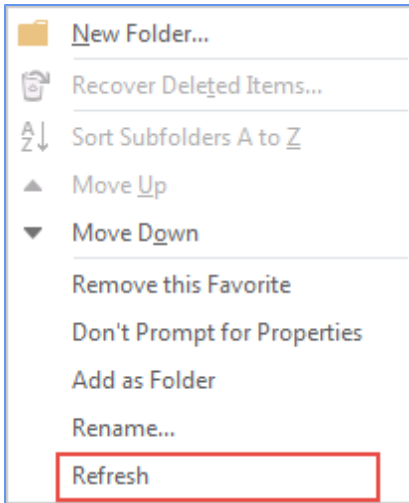 New Folder...
Recover Deleted Items...
A
Z
Sort Subfolders A to Z
Move Up
Move Down
Remove this Favorite
Don't Prompt for Properties
Add as Folder
Rename...
Refresh